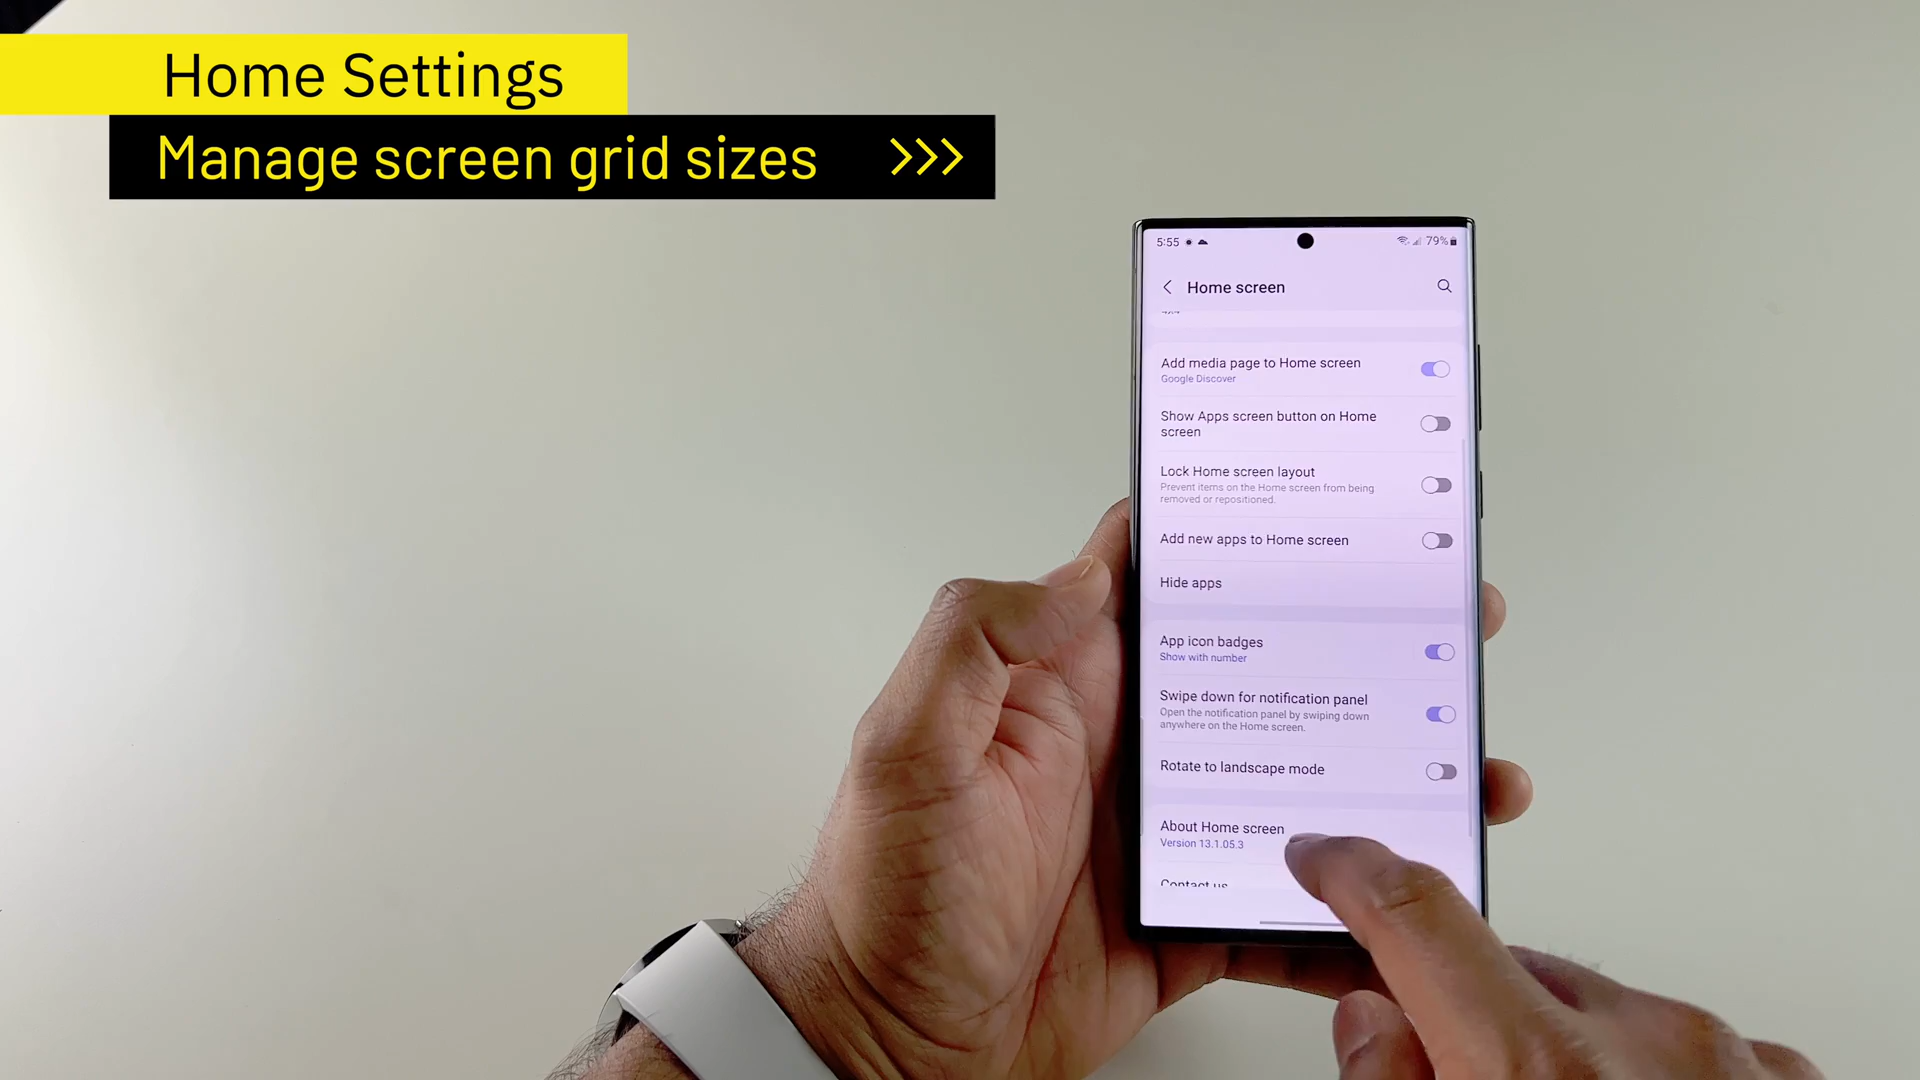 Home Settings
Manage screen grid sizes >>>
5:55
79%
Home screen
Add media page to Home screen
Google Discover
Show Apps screen button on Home
screen
Lock Home screen layout
Prevent items on the Home screen from being
removed or repositioned.
Add new apps to Home screen
Hide apps
App icon badges
Show with number
Swipe down for notification panel
Open the notification panel by swiping down
anywhere on the Home screen.
Rotate to landscape mode
About Home screen
Version 13.1.05.3
Contact us